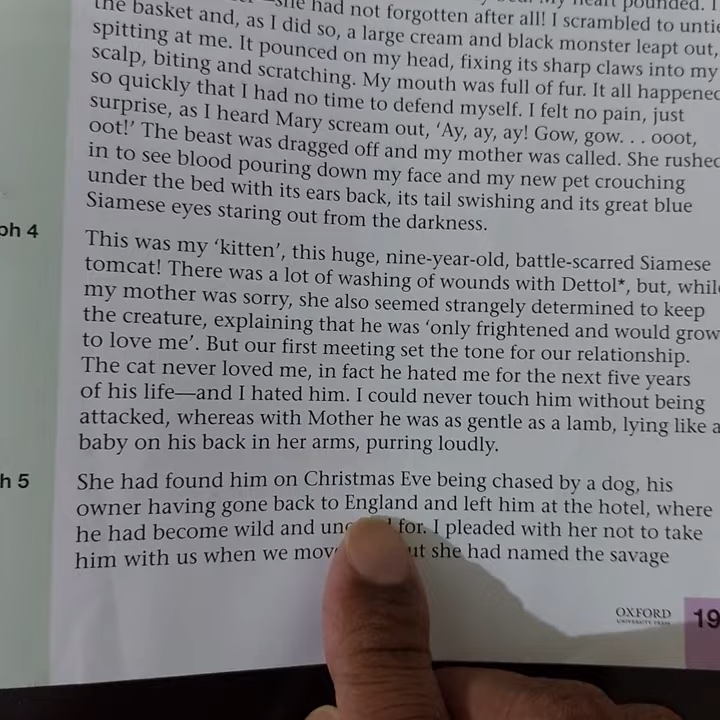 she had not forgotten after all! I scrambled to
the basket and, as I did so, a large cream and black monster leapt out,
spitting at me. It pounced on my head, fixing its sharp claws into my
scalp, biting and scratching. My mouth was full of fur. It all happened
so quickly that I had no time to defend myself. I felt no pain, just
surprise, as I heard Mary scream out, ‘Ay, ay, ay! Gow, gow. . . ooot,
oot!’ The beast was dragged off and my mother was called. She rushed
in to see blood pouring down my face and my new pet crouching
under the bed with its ears back, its tail swishing and its great blue
Siamese eyes staring out from the darkness.
ph 4
This was my ‘kitten’, this huge, nine-year-old, battle-scarred Siamese
tomcat! There was a lot of washing of wounds with Dettol*, but, whil
my mother was sorry, she also seemed strangely determined to keep
the creature, explaining that he was ‘only frightened and would grow
to love me’. But our first meeting set the tone for our relationship.
The cat never loved me, in fact he hated me for the next five years
of his life—and I hated him. I could never touch him without being
attacked, whereas with Mother he was as gentle as a lamb, lying like a
baby on his back in her arms, purring loudly.
h 5
She had found him on Christmas Eve being chased by a dog, his
owner having gone back to England and left him at the hotel, where
he had become wild and for. I pleaded with her not to take
him with us when we she had named the savage
OXFORD
UNIVERSITY PRESS
19